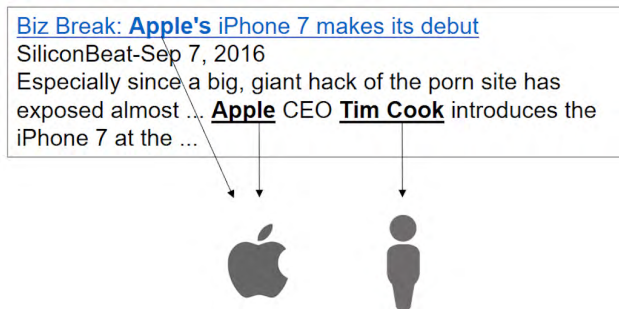 Biz Break: Apple's iPhone 7 makes its debut
SiliconBeat-Sep 7, 2016
Especially since a big, giant hack of the porn site has
exposed almost ... Apple CEO Tim Cook introduces the
iPhone 7 at the ...